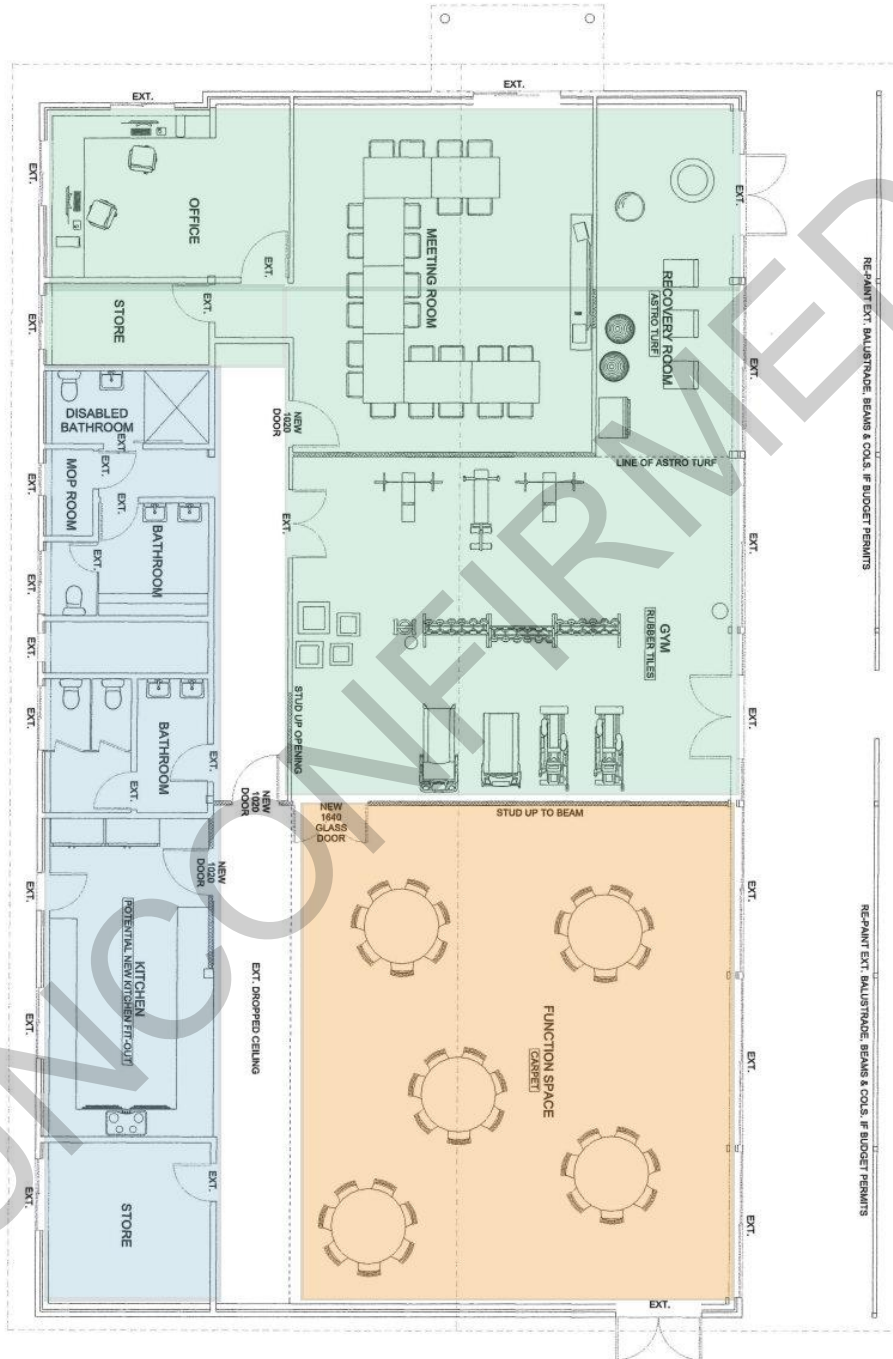 EXT.
EXT.
EXT.
OFFICE
EXT.
EXT.
MEETING ROOM
EXT.
RECOVERY ROOM
ASTRO TURF
RE-PAINT EXT. BALUSTRADE, BEAMS & COLS. IF BUDGET PERMITS
EXT.
STORE
EXT.
EXT.
DISABLED
BATHROOM
EXT.
NEW
1020
DOOR
LINE OF ASTRO TURF
EXT.
EXT.
MOP ROOM
EXT.
BATHROOM
EXT.
EXT.
EXT.
EXT.
GYM
RUBBER TILES
EXT.
EXT.
BATHROOM
EXT.
EXT.
STUD UP OPENING
EXT.
NEW
1020
DOOR
NEW
1640
GLASS
DOOR
STUD UP TO BEAM
NEW
1020
DOOR
EXT.
EXT.
KITCHEN
POTENTIAL NEW KITCHEN FIT-OUT
EXT. DROPPED CEILING
FUNCTION SPACE
CARPET
RE-PAINT EXT. BALUSTRADE, BEAMS & COLS. IF BUDGET PERMITS
EXT.
EXT.
EXT.
STORE
EXT.
EXT.
EXT.
UNCONFIRMED